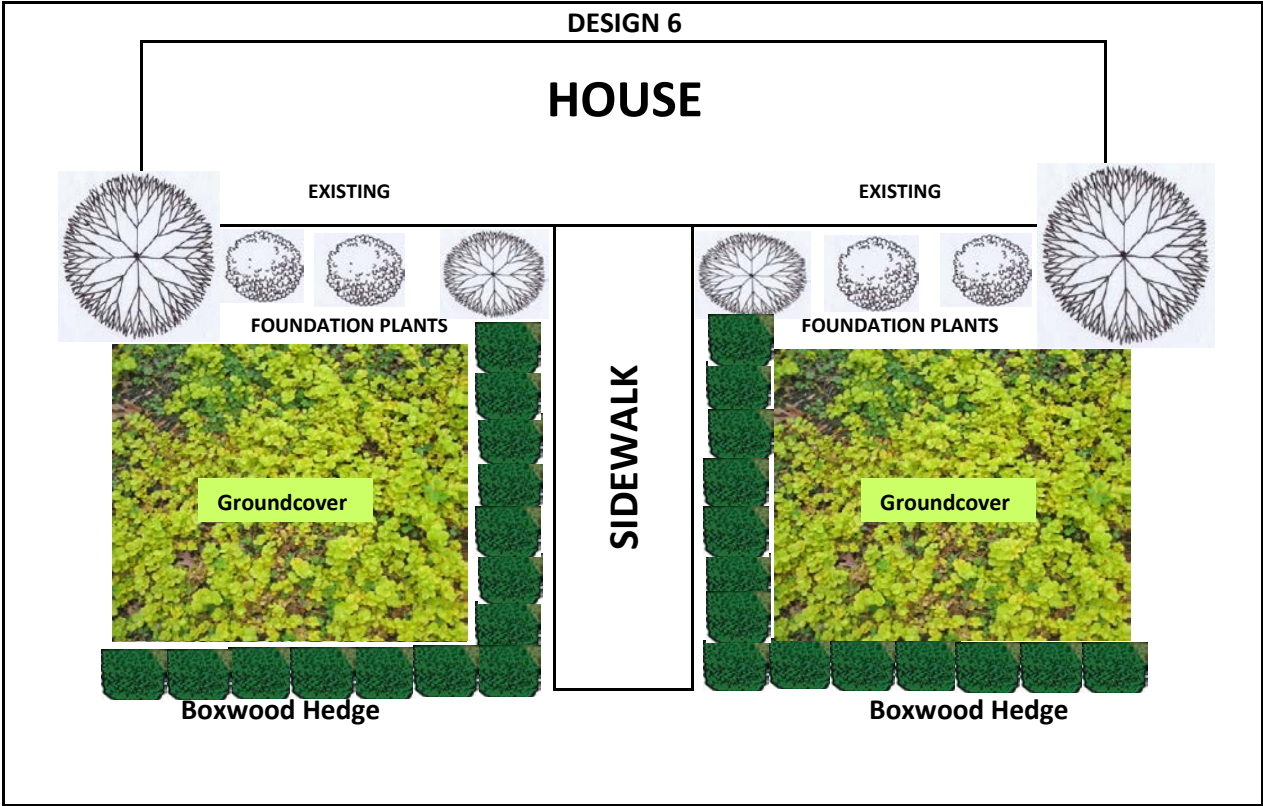 DESIGN 6
HOUSE
EXISTING
EXISTING
FOUNDATION PLANTS
FOUNDATION PLANTS
SIDEWALK
Groundcover
Groundcover
Boxwood Hedge
Boxwood Hedge